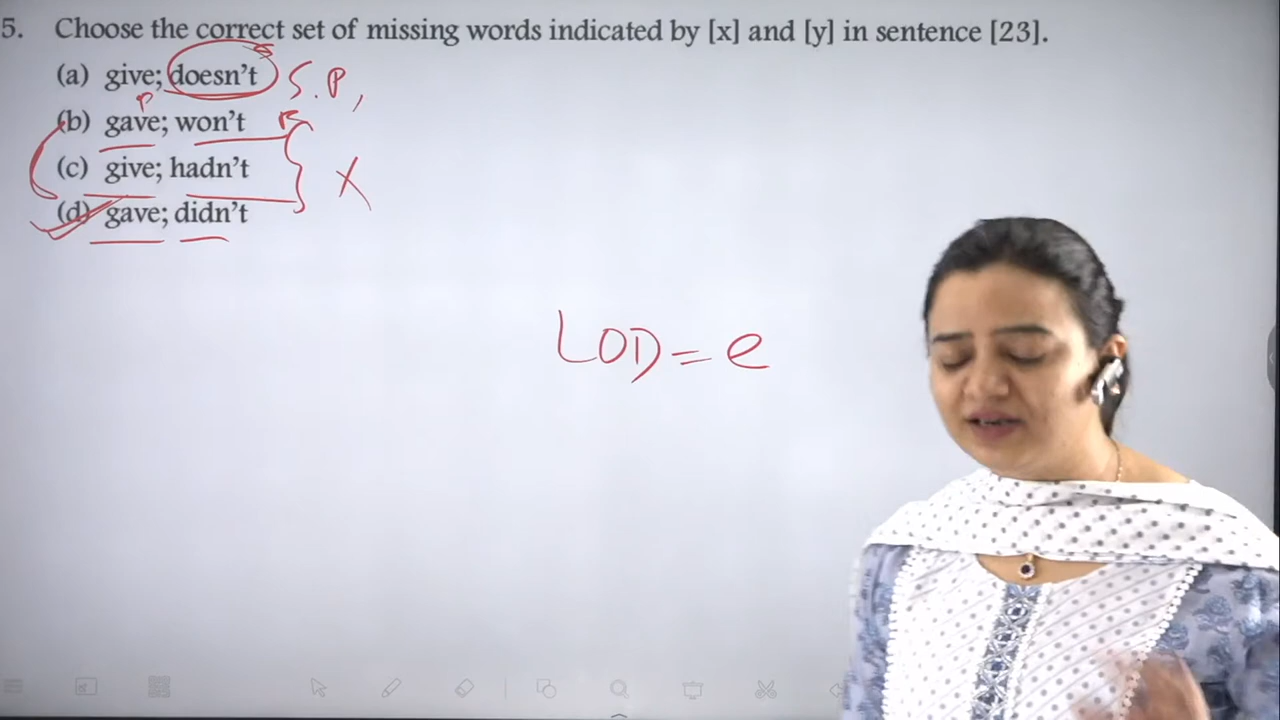 5. Choose the correct set of missing words indicated by [x] and [y] in sentence [23].
(a) give; doesn't S.P,
(b) gave; won't
(c) give; hadn't X
(d) gave; didn't
LOD = e